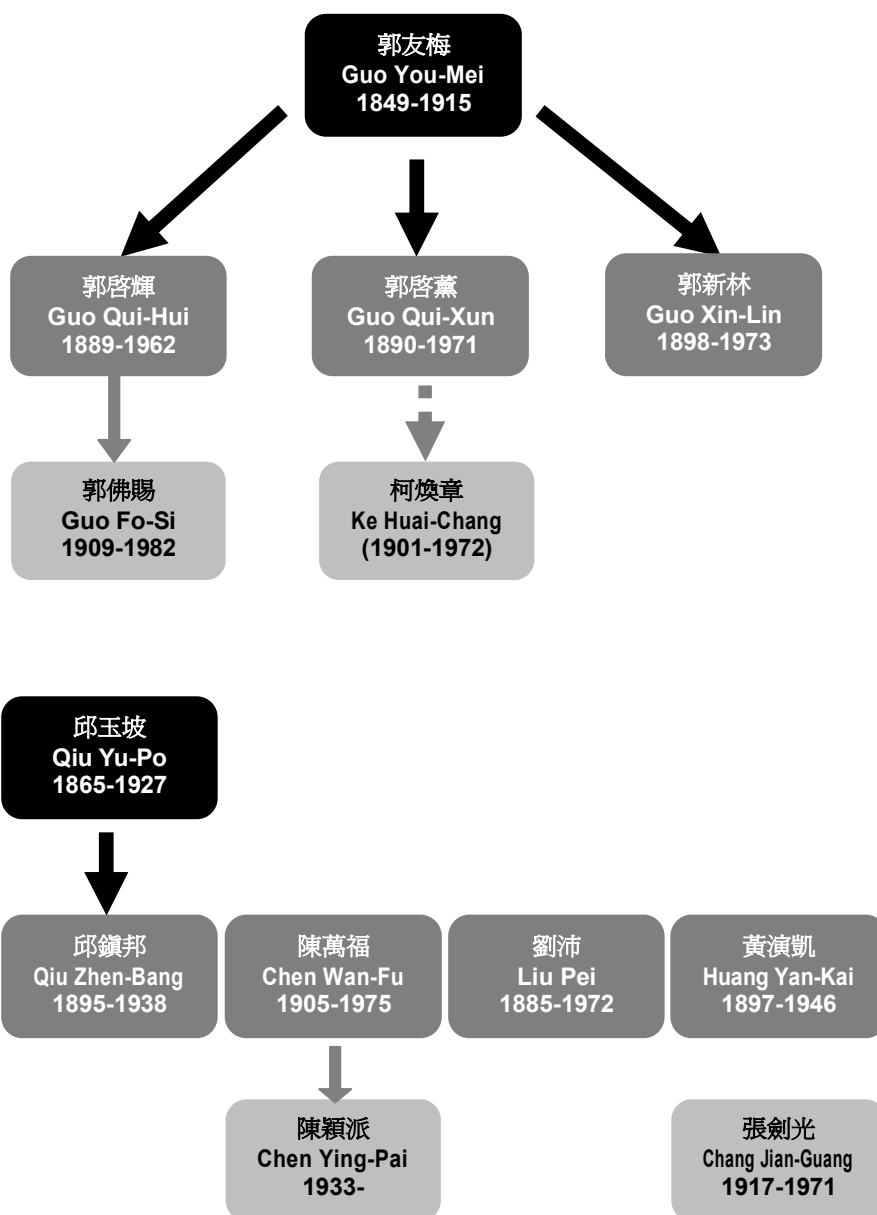 郭友梅
Guo You-Mei
1849-1915
郭啓輝
Guo Qui-Hui
1889-1962
郭啓薰
Guo Qui-Xun
1890-1971
郭新林
Guo Xin-Lin
1898-1973
郭佛賜
Guo Fo-Si
1909-1982
柯煥章
Ke Huai-Chang
(1901-1972)
邱玉坡
Qiu Yu-Po
1865-1927
邱鎭邦
Qiu Zhen-Bang
1895-1938
陳萬福
Chen Wan-Fu
1905-1975
劉沛
Liu Pei
1885-1972
黃演凱
Huang Yan-Kai
1897-1946
陳穎派
Chen Ying-Pai
1933-
張劍光
Chang Jian-Guang
1917-1971